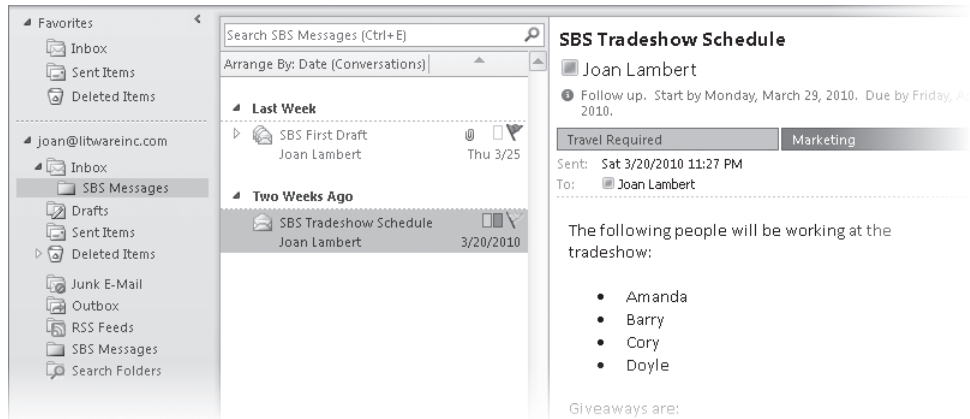 Favorites
Inbox
Sent Items
Deleted Items
joan@litwareinc.com
Inbox
SBS Messages
Drafts
Sent Items
Deleted Items
Junk E-Mail
Outbox
RSS Feeds
SBS Messages
Search Folders
Search SBS Messages (Ctrl+E)
Arrange By: Date (Conversations)
Last Week
SBS First Draft
Joan Lambert Thu 3/25
Two Weeks Ago
SBS Tradeshow Schedule
Joan Lambert 3/20/2010
SBS Tradeshow Schedule
Joan Lambert
Follow up. Start by Monday, March 29, 2010. Due by Friday,
2010.
Travel Required Marketing
Sent: Sat 3/20/2010 11:27 PM
To: Joan Lambert
The following people will be working at the
tradeshow:
• Amanda
• Barry
• Cory
• Doyle
Giveaways are: